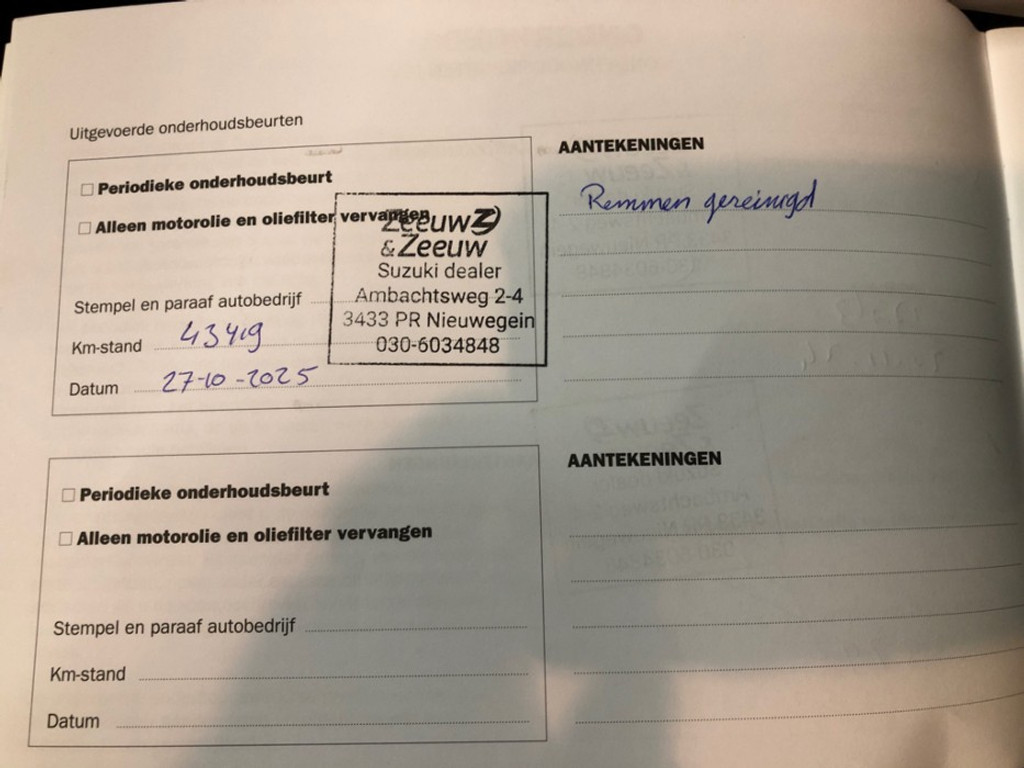 Uitgevoerde onderhoudsbeurten
☐ Periodieke onderhoudsbeurt
☐ Alleen motorolie en oliefilter vervangen
Zeeuw
& Zeeuw
Suzuki dealer
Ambachtsweg 2-4
3433 PR Nieuwegein
030-6034848
Stempel en paraaf autobedrijf
Km-stand 43419
Datum 27-10-2025
AANTEKENINGEN
Remmen gereinigd
☐ Periodieke onderhoudsbeurt
☐ Alleen motorolie en oliefilter vervangen
Stempel en paraaf autobedrijf
Km-stand
Datum
AANTEKENINGEN